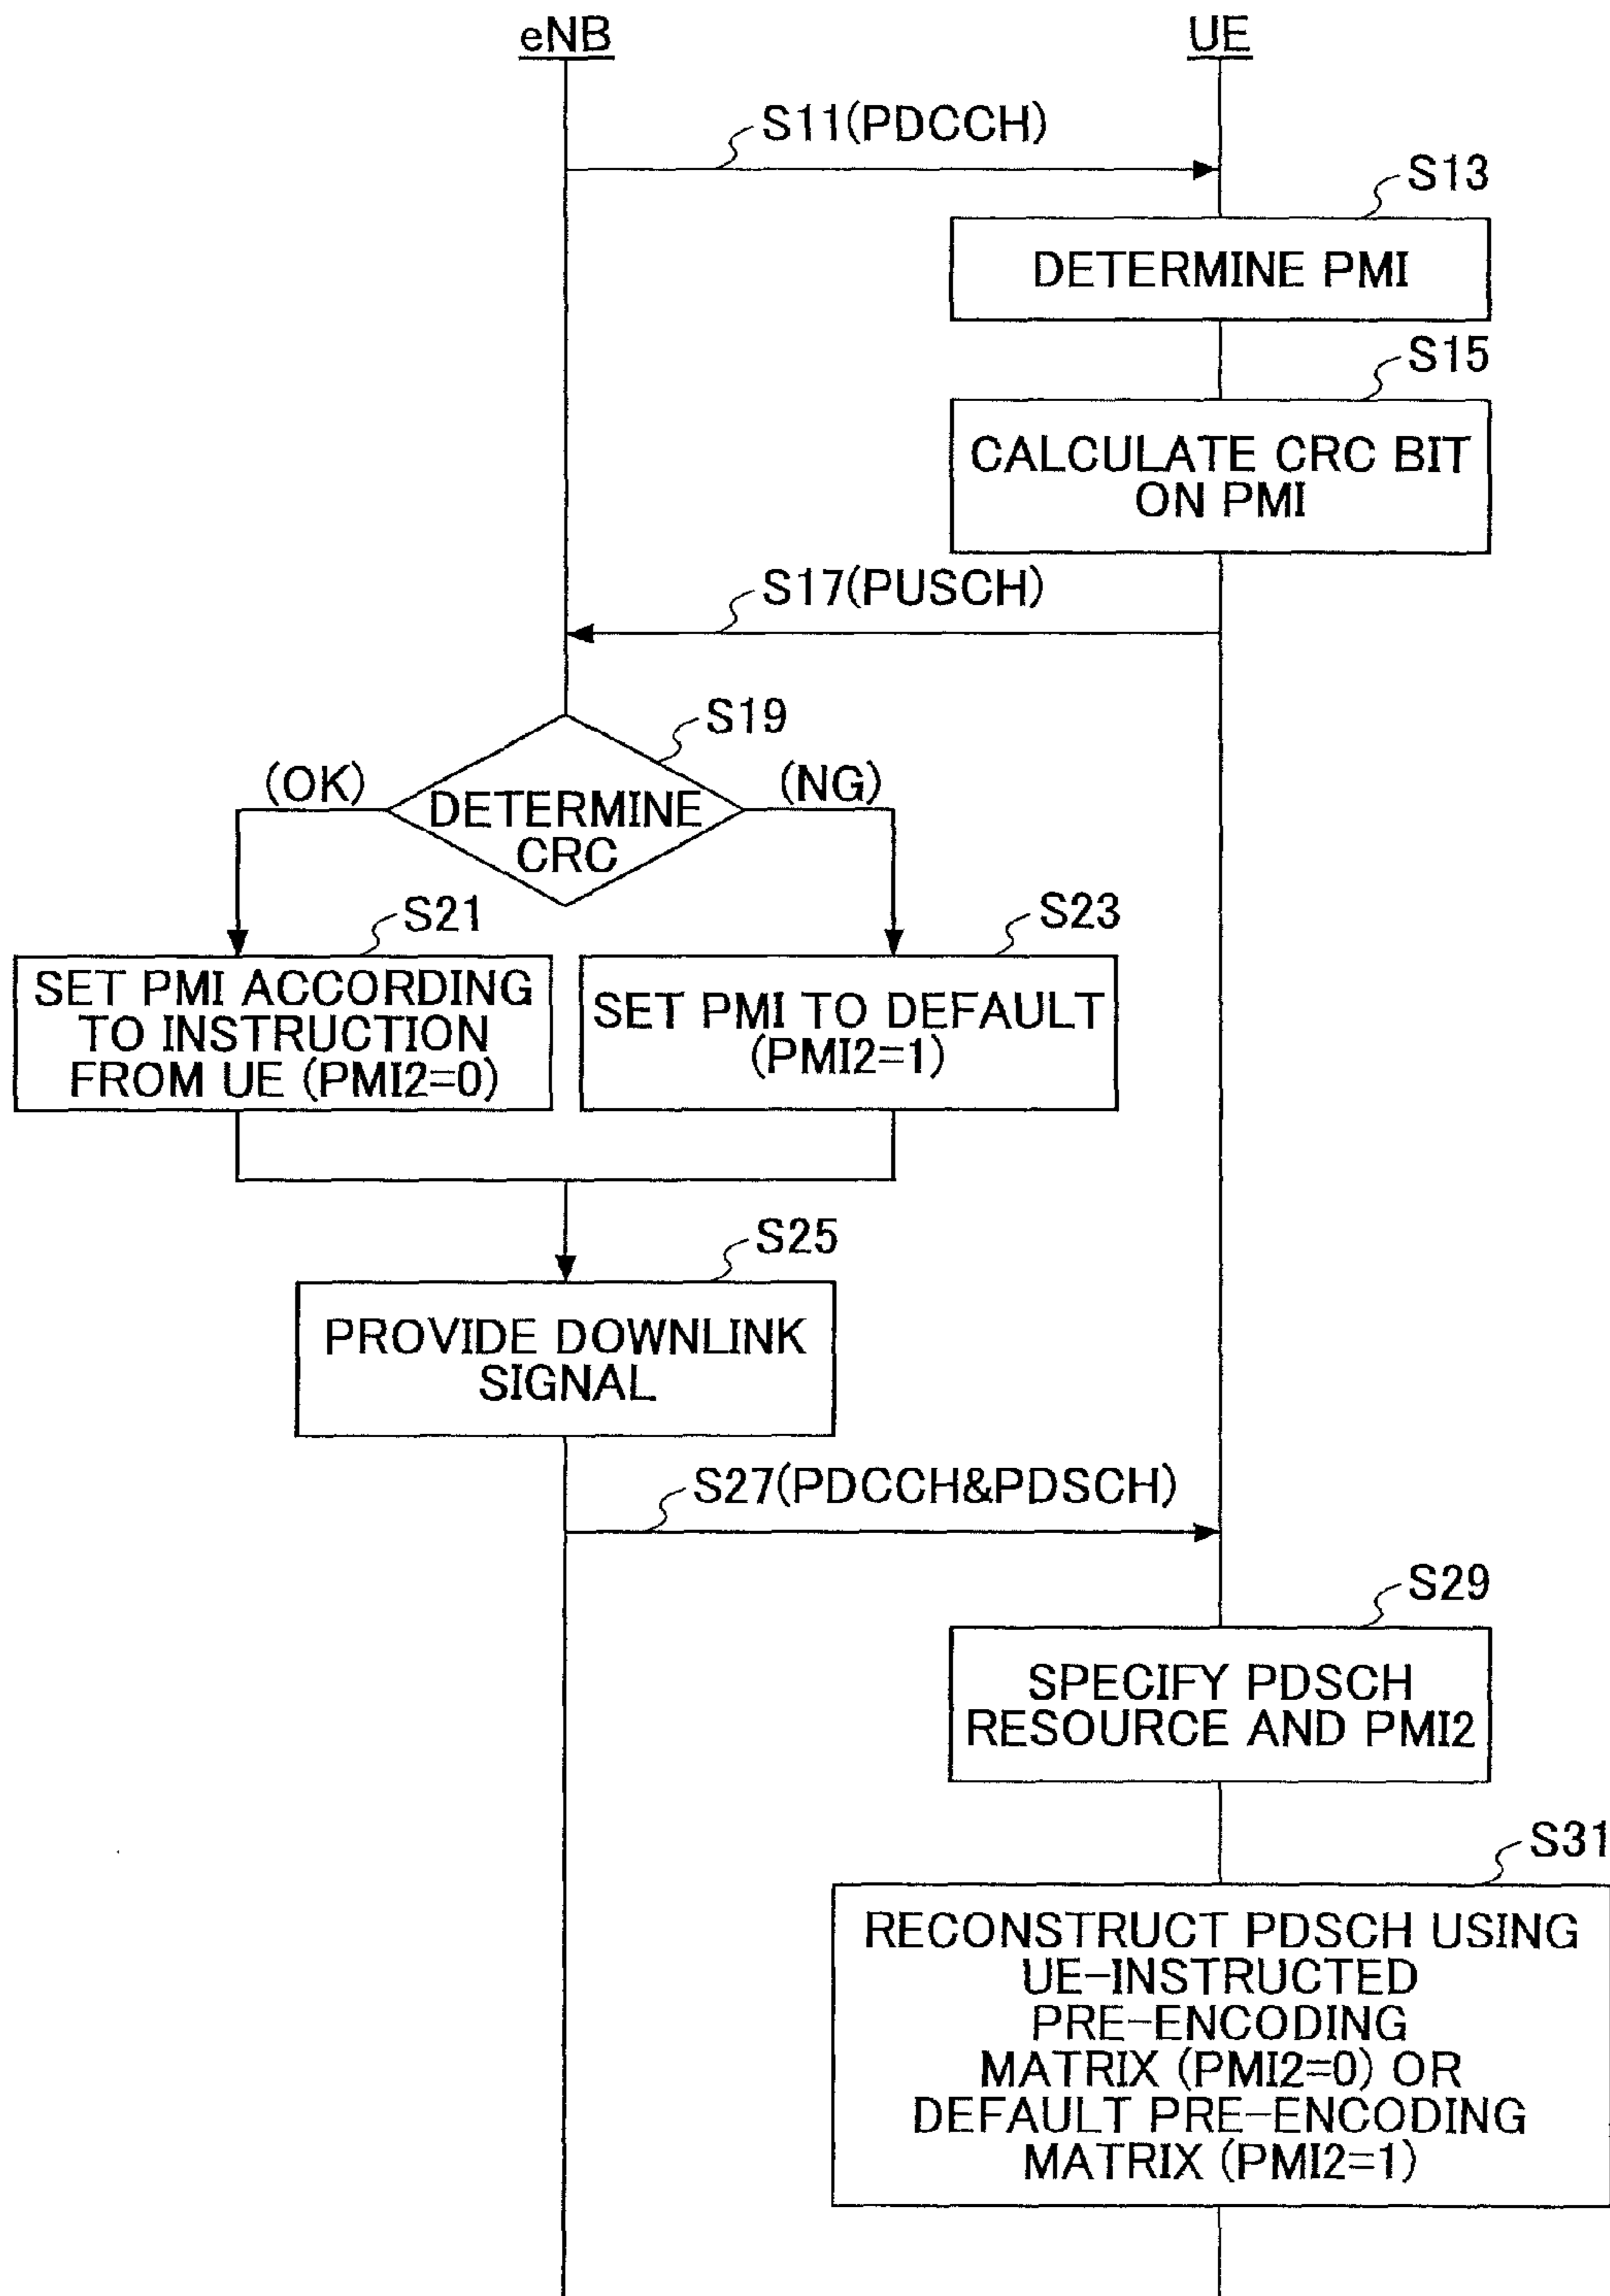 eNB
UE
S11(PDCCH)
S13
DETERMINE PMI
S15
CALCULATE CRC BIT
ON PMI
S17(PUSCH)
S19
(OK)
(NG)
DETERMINE
CRC
S21
S23
SET PMI ACCORDING
TO INSTRUCTION
FROM UE (PMI2=0)
SET PMI TO DEFAULT
(PMI2=1)
S25
PROVIDE DOWNLINK
SIGNAL
S27(PDCCH&PDSCH)
S29
SPECIFY PDSCH
RESOURCE AND PMI2
S31
RECONSTRUCT PDSCH USING
UE-INSTRUCTED
PRE-ENCODING
MATRIX (PMI2=0) OR
DEFAULT PRE-ENCODING
MATRIX (PMI2=1)